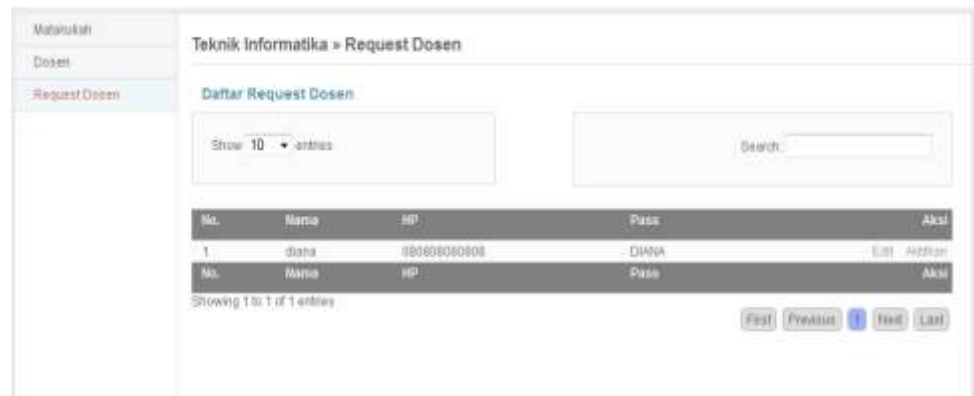 Matakuliah
Dosen
Request Dosen
Teknik Informatika » Request Dosen
Daftar Request Dosen
Show 10 entries
Search:
No. Nama HP Pass Aksi
1 diana DIANA Edit Aktifkan
No. Nama HP Pass Aksi
Showing 1 to 1 of 1 entries
First Previous 1 Next Last